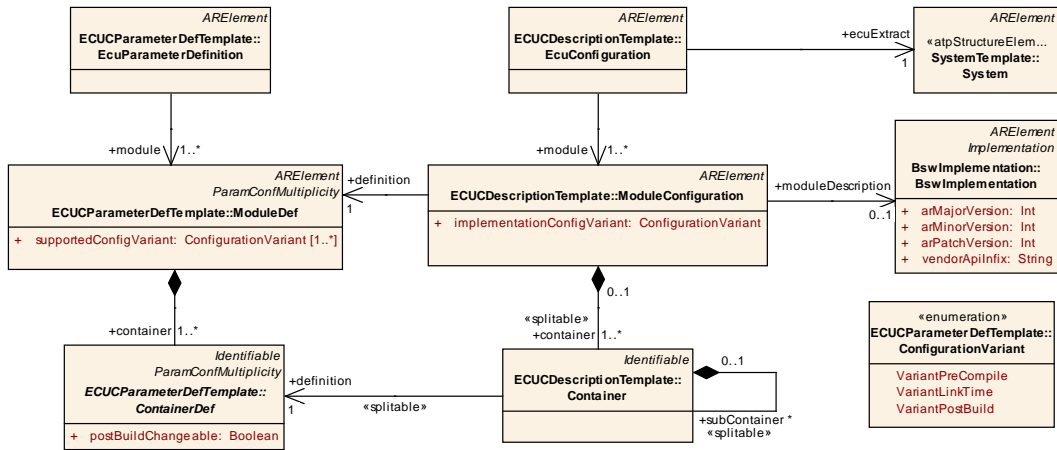 ARElement
ECUCParameterDefTemplate::
EcuParameterDefinition
ARElement
ECUCDescriptionTemplate::
EcuConfiguration
+ecuExtract
1
ARElement
«atpStructureElem...
SystemTemplate::
System
+module
1..*
+module
1..*
ARElement
ParamConfMultiplicity
ECUCParameterDefTemplate::ModuleDef
+ supportedConfigVariant: ConfigurationVariant [1..*]
+definition
1
ARElement
ECUCDescriptionTemplate::ModuleConfiguration
+ implementationConfigVariant: ConfigurationVariant
+moduleDescription
0..1
ARElement
Implementation
BswImplementation::
BswImplementation
+ arMajorVersion: Int
+ arMinorVersion: Int
+ arPatchVersion: Int
+ vendorApiInfix: String
+container
1..*
0..1
«splitable»
+container
1..*
Identifiable
ParamConfMultiplicity
ECUCParameterDefTemplate::
ContainerDef
+ postBuildChangeable: Boolean
+definition
1
«splitable»
Identifiable
ECUCDescriptionTemplate::
Container
0..1
+subContainer *
«splitable»
«enumeration»
ECUCParameterDefTemplate::
ConfigurationVariant
VariantPreCompile
VariantLinkTime
VariantPostBuild